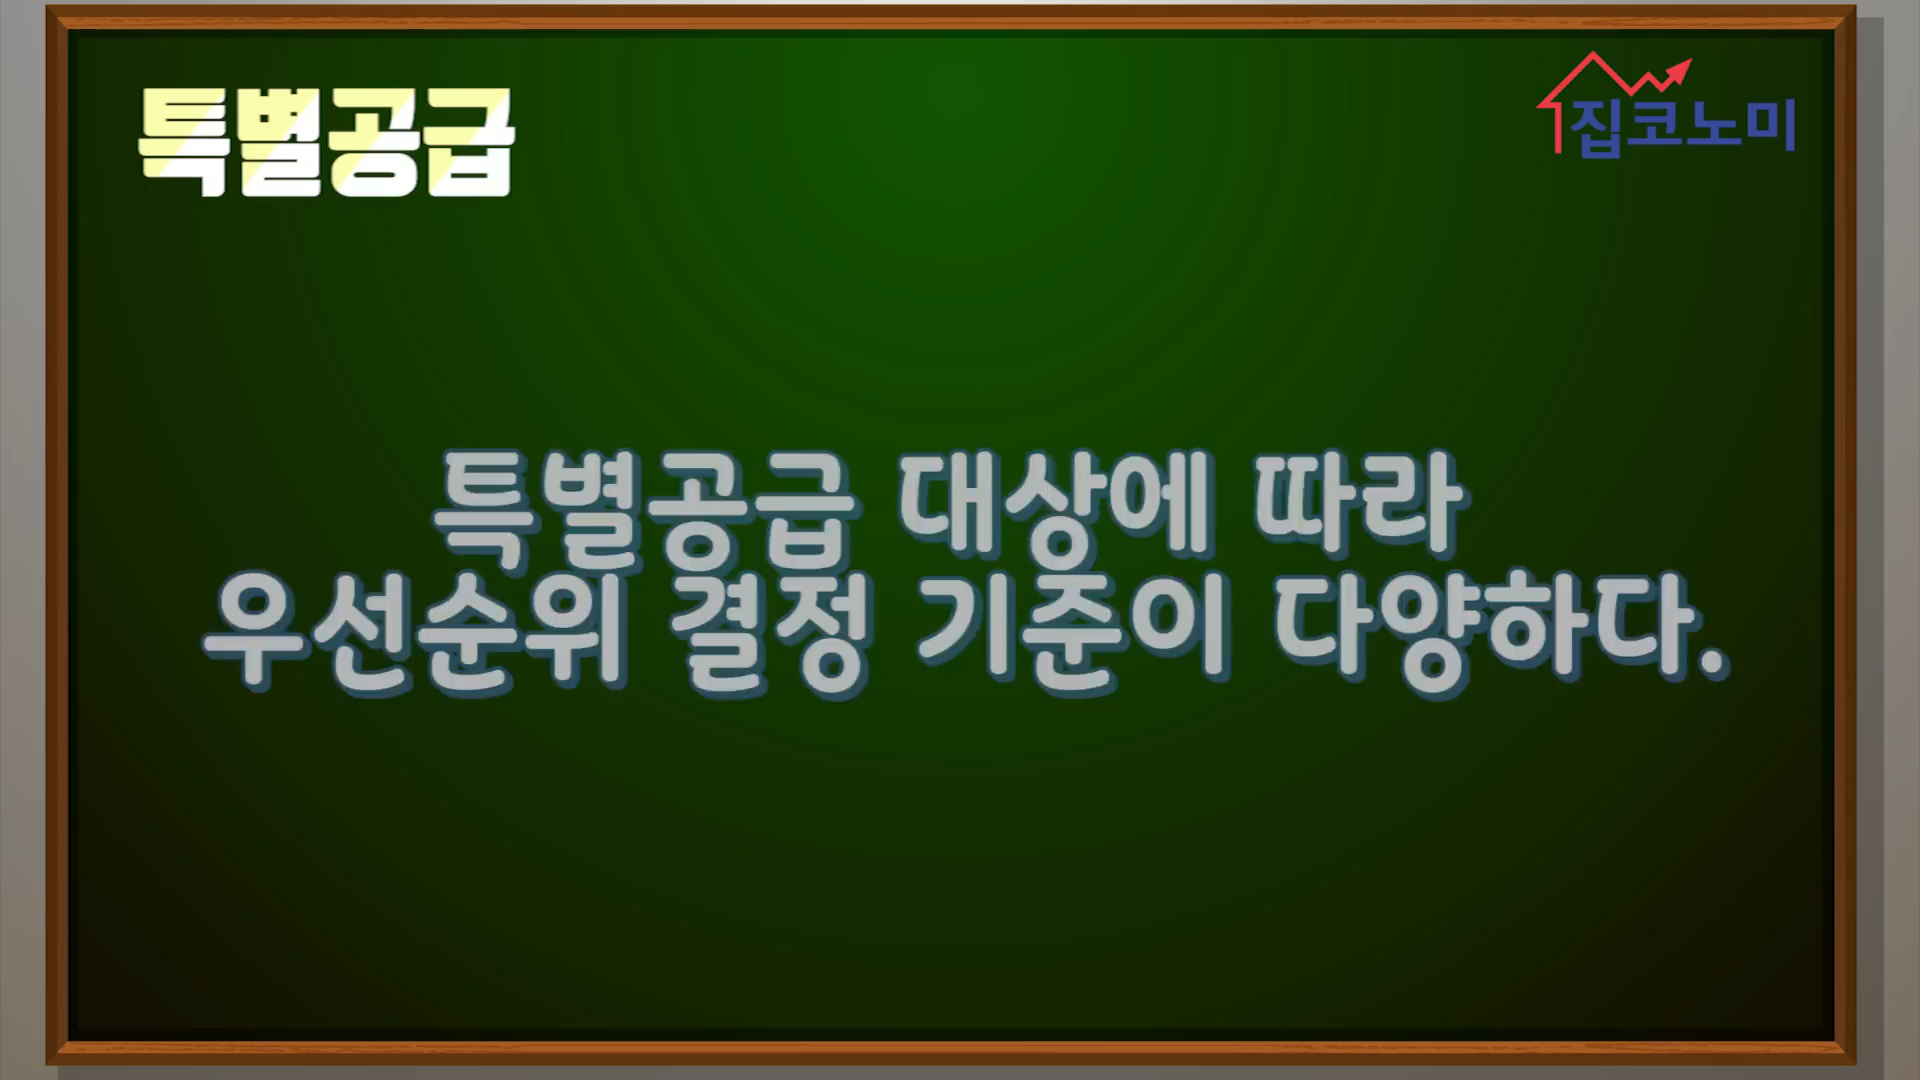 특별공급
집코노미
특별공급 대상에 따라
우선순위 결정 기준이 다양하다.